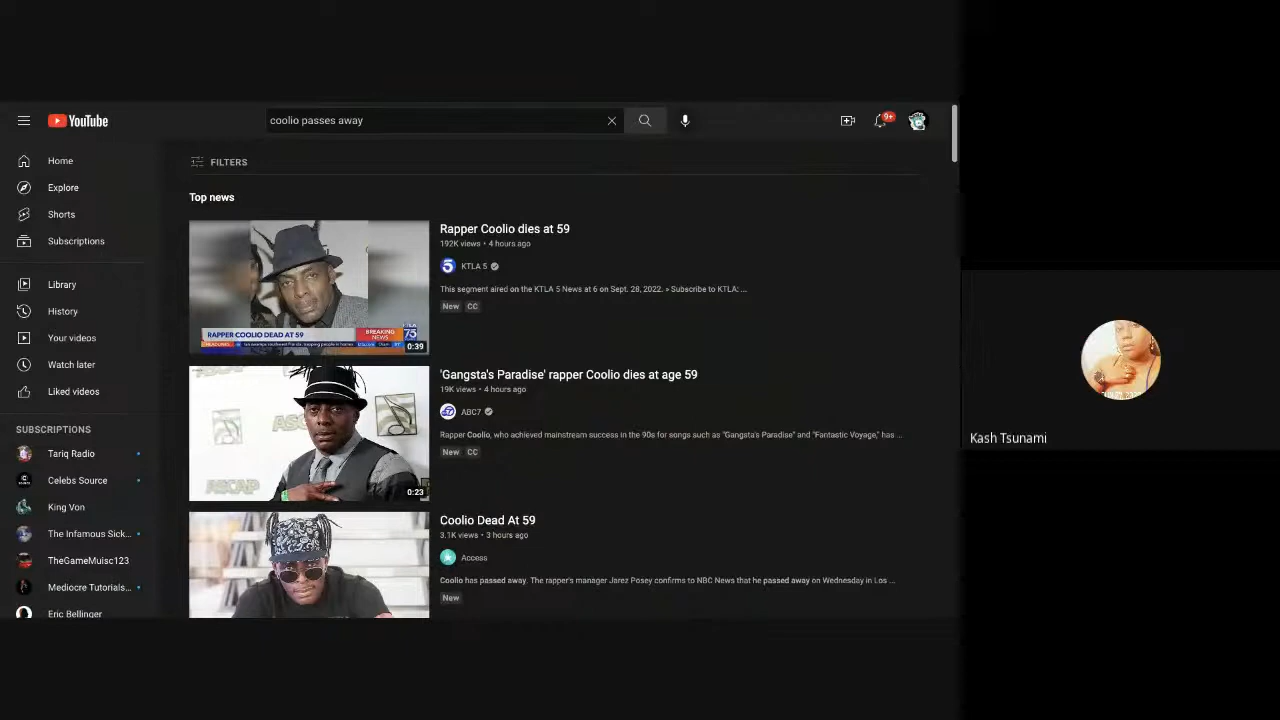 YouTube
coolio passes away
9+
Home
Explore
Shorts
Subscriptions
Library
History
Your videos
Watch later
Liked videos
SUBSCRIPTIONS
Tariq Radio
Celebs Source
King Von
The Infamous Sick...
TheGameMuisc123
Mediocre Tutorials...
Eric Bellinger
FILTERS
Top news
RAPPER COOLIO DEAD AT 59
BREAKING NEWS
HEADLINES
75
0:39
Rapper Coolio dies at 59
192K views • 4 hours ago
5
KTLA 5
This segment aired on the KTLA 5 News at 6 on Sept. 28, 2022. » Subscribe to KTLA: ...
New CC
ASCAP
0:23
'Gangsta's Paradise' rapper Coolio dies at age 59
19K views • 4 hours ago
ABC7
Rapper Coolio, who achieved mainstream success in the 90s for songs such as "Gangsta's Paradise" and "Fantastic Voyage," has ...
New CC
Coolio Dead At 59
3.1K views • 3 hours ago
Access
Coolio has passed away. The rapper's manager Jarez Posey confirms to NBC News that he passed away on Wednesday in Los ...
New
Kash Tsunami